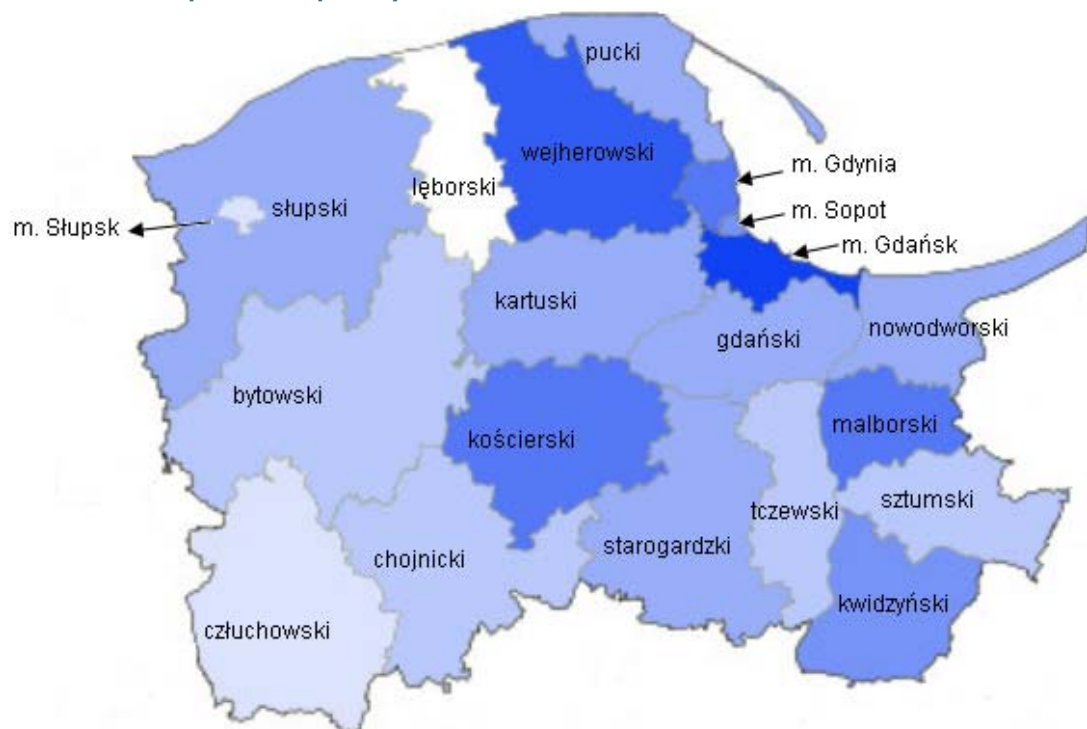 pucki
wejherowski
m. Gdynia
lęborski
m. Sopot
słupski
m. Słupsk
m. Gdańsk
kartuski
nowodworski
gdański
bytowski
malborski
kościerski
sztumski
tczewski
starogardzki
chojnicki
kwidzyński
człuchowski